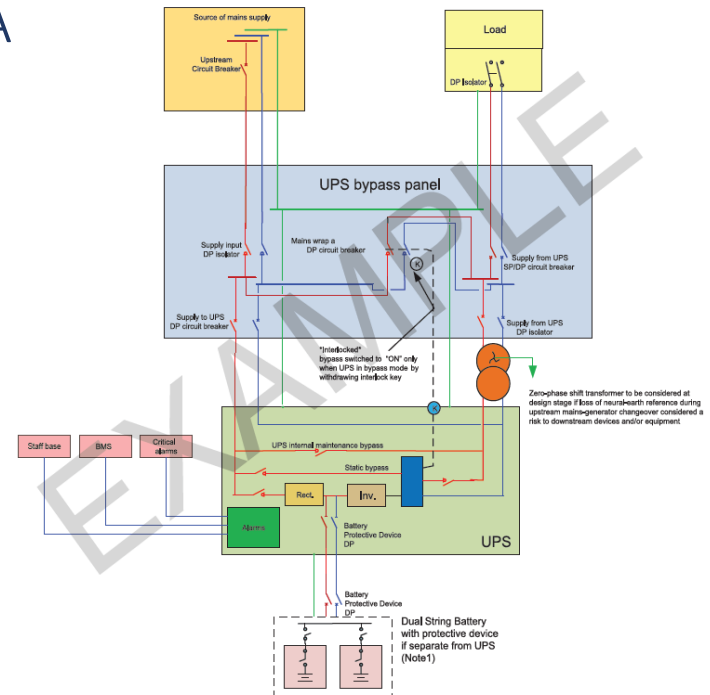 A
Source of mains supply
Upstream
Circuit Breaker
Load
DP Isolator
UPS bypass panel
Supply input
DP isolator
Mains wrap a
DP circuit breaker
K
Supply from UPS
SP/DP circuit breaker
Supply to UPS
DP circuit breaker
Supply from UPS
DP isolator
"Interlocked"
bypass switched to "ON" only
when UPS in bypass mode by
withdrawing interlock key
Zero-phase shift transformer to be considered at
design stage if loss of neural-earth reference during
upstream mains-generator changeover considered a
risk to downstream devices and/or equipment
K
Staff base
BMS
Critical
alarms
UPS internal maintenance bypass
Static bypass
Rect.
Inv.
Alarms
Battery
Protective Device
DP
UPS
Battery
Protective Device
DP
Dual String Battery
with protective device
if separate from UPS
(Note1)
EXAMPLE